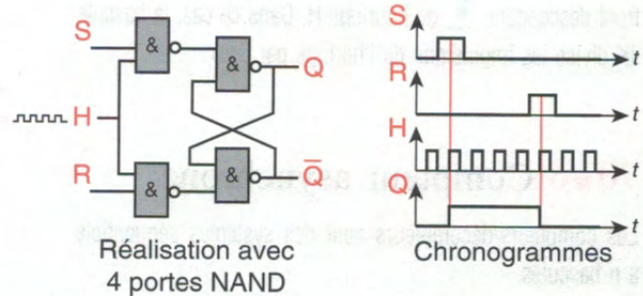 S
&
&
Q
H
R
&
&
Q̅
Réalisation avec
4 portes NAND
S
t
R
t
H
t
Q
t
Chronogrammes